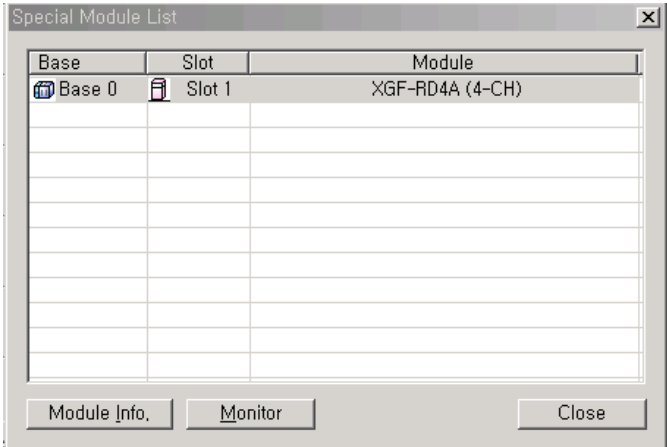 Special Module List
Base Slot Module
Base 0 Slot 1 XGF-RD4A (4-CH)
Module Info, Monitor Close